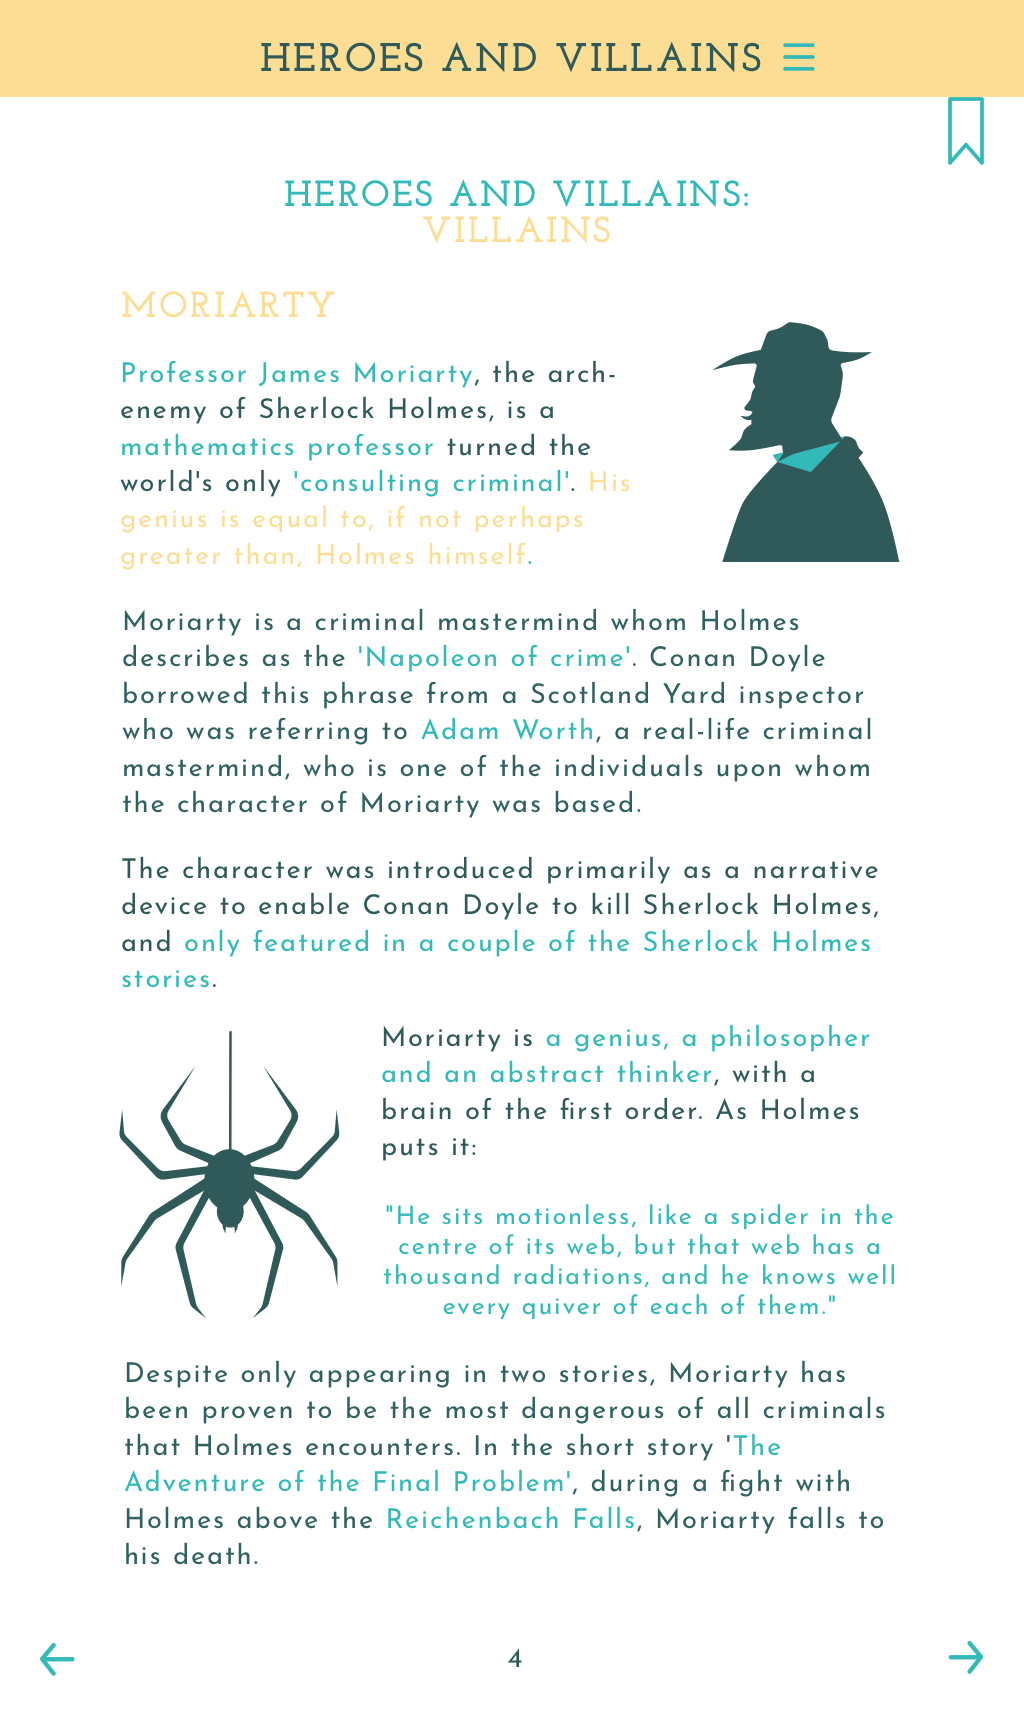 HEROES AND VILLAINS
HEROES AND VILLAINS:
VILLAINS
MORIARTY
Professor James Moriarty, the arch-
enemy of Sherlock Holmes, is a
mathematics professor turned the
world's only 'consulting criminal'. His
genius is equal to, if not perhaps
greater than, Holmes himself.
Moriarty is a criminal mastermind whom Holmes
describes as the 'Napoleon of crime'. Conan Doyle
borrowed this phrase from a Scotland Yard inspector
who was referring to Adam Worth, a real-life criminal
mastermind, who is one of the individuals upon whom
the character of Moriarty was based.
The character was introduced primarily as a narrative
device to enable Conan Doyle to kill Sherlock Holmes,
and only featured in a couple of the Sherlock Holmes
stories.
Moriarty is a genius, a philosopher
and an abstract thinker, with a
brain of the first order. As Holmes
puts it:
"He sits motionless, like a spider in the
centre of its web, but that web has a
thousand radiations, and he knows well
every quiver of each of them."
Despite only appearing in two stories, Moriarty has
been proven to be the most dangerous of all criminals
that Holmes encounters. In the short story 'The
Adventure of the Final Problem', during a fight with
Holmes above the Reichenbach Falls, Moriarty falls to
his death.
4